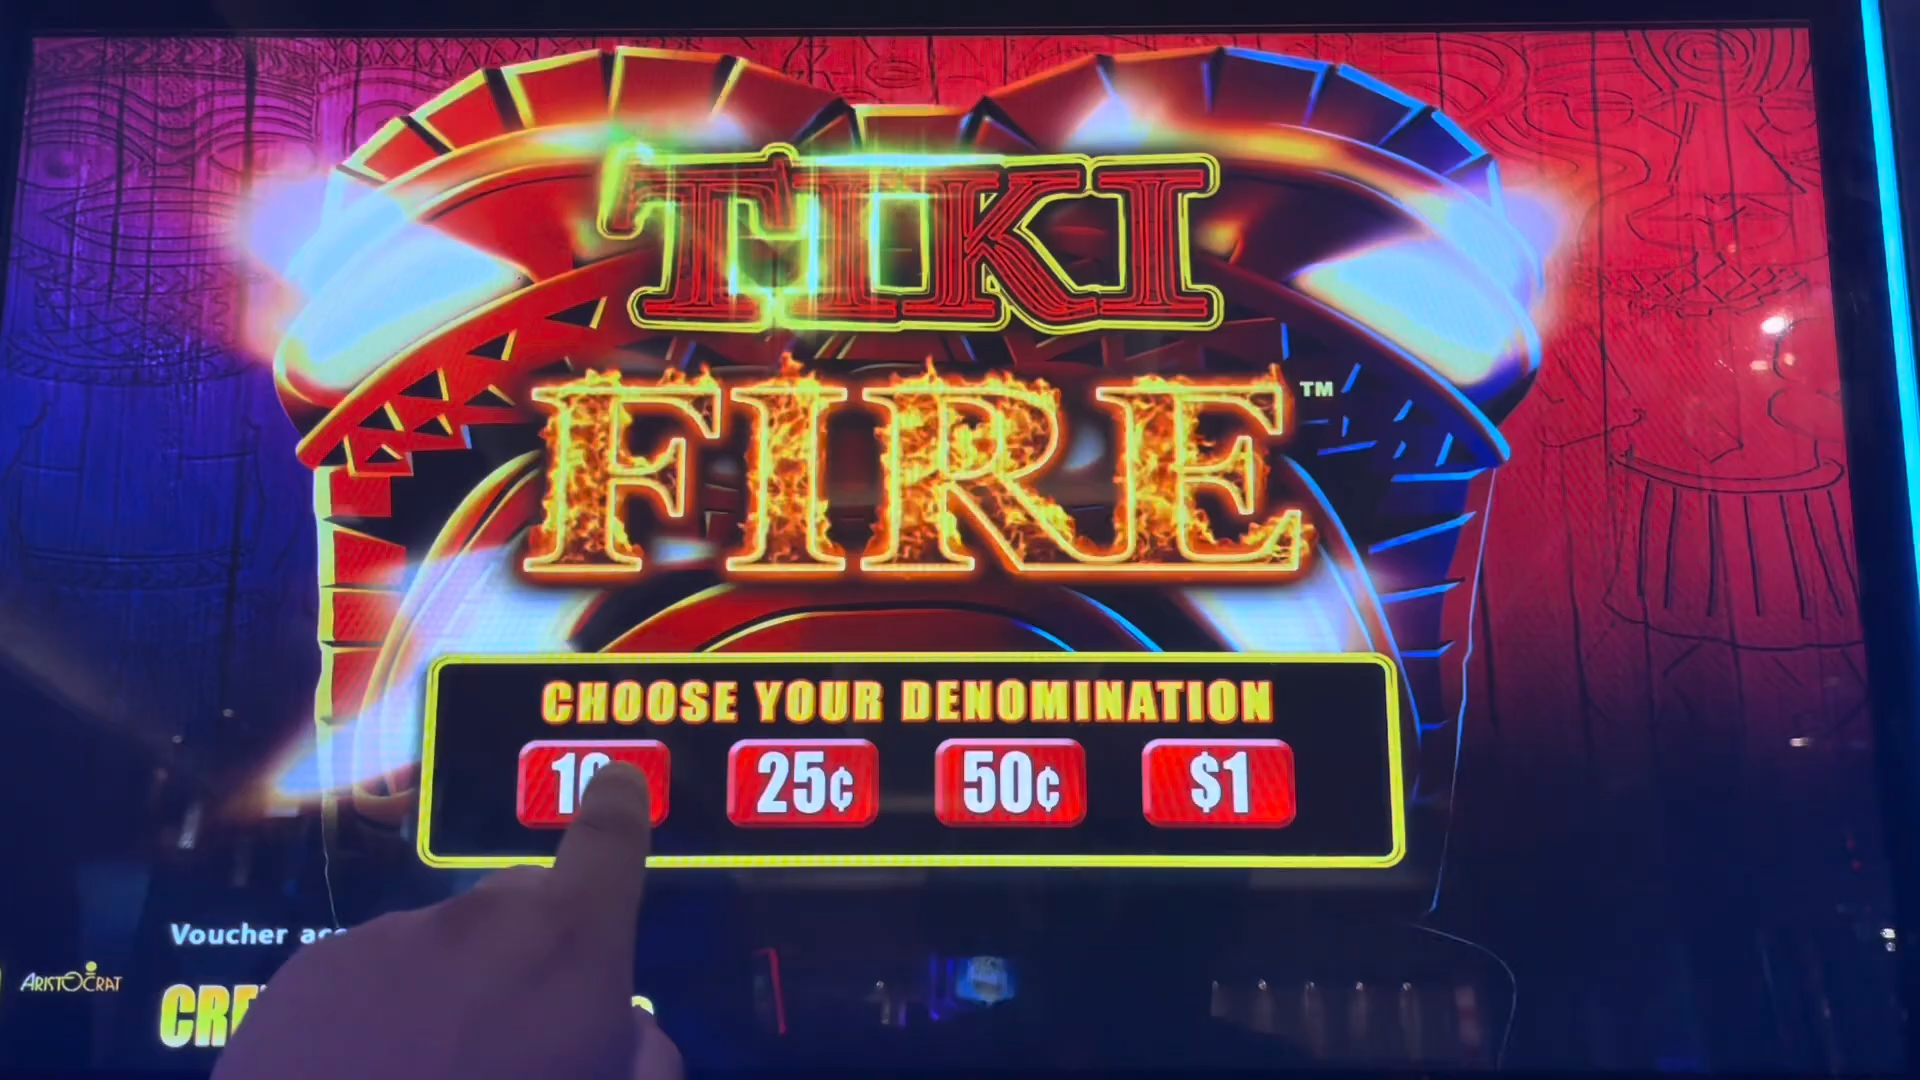 TIKI
FIRE™
CHOOSE YOUR DENOMINATION
25¢ 50¢ $1
Voucher
ARISTOCRAT